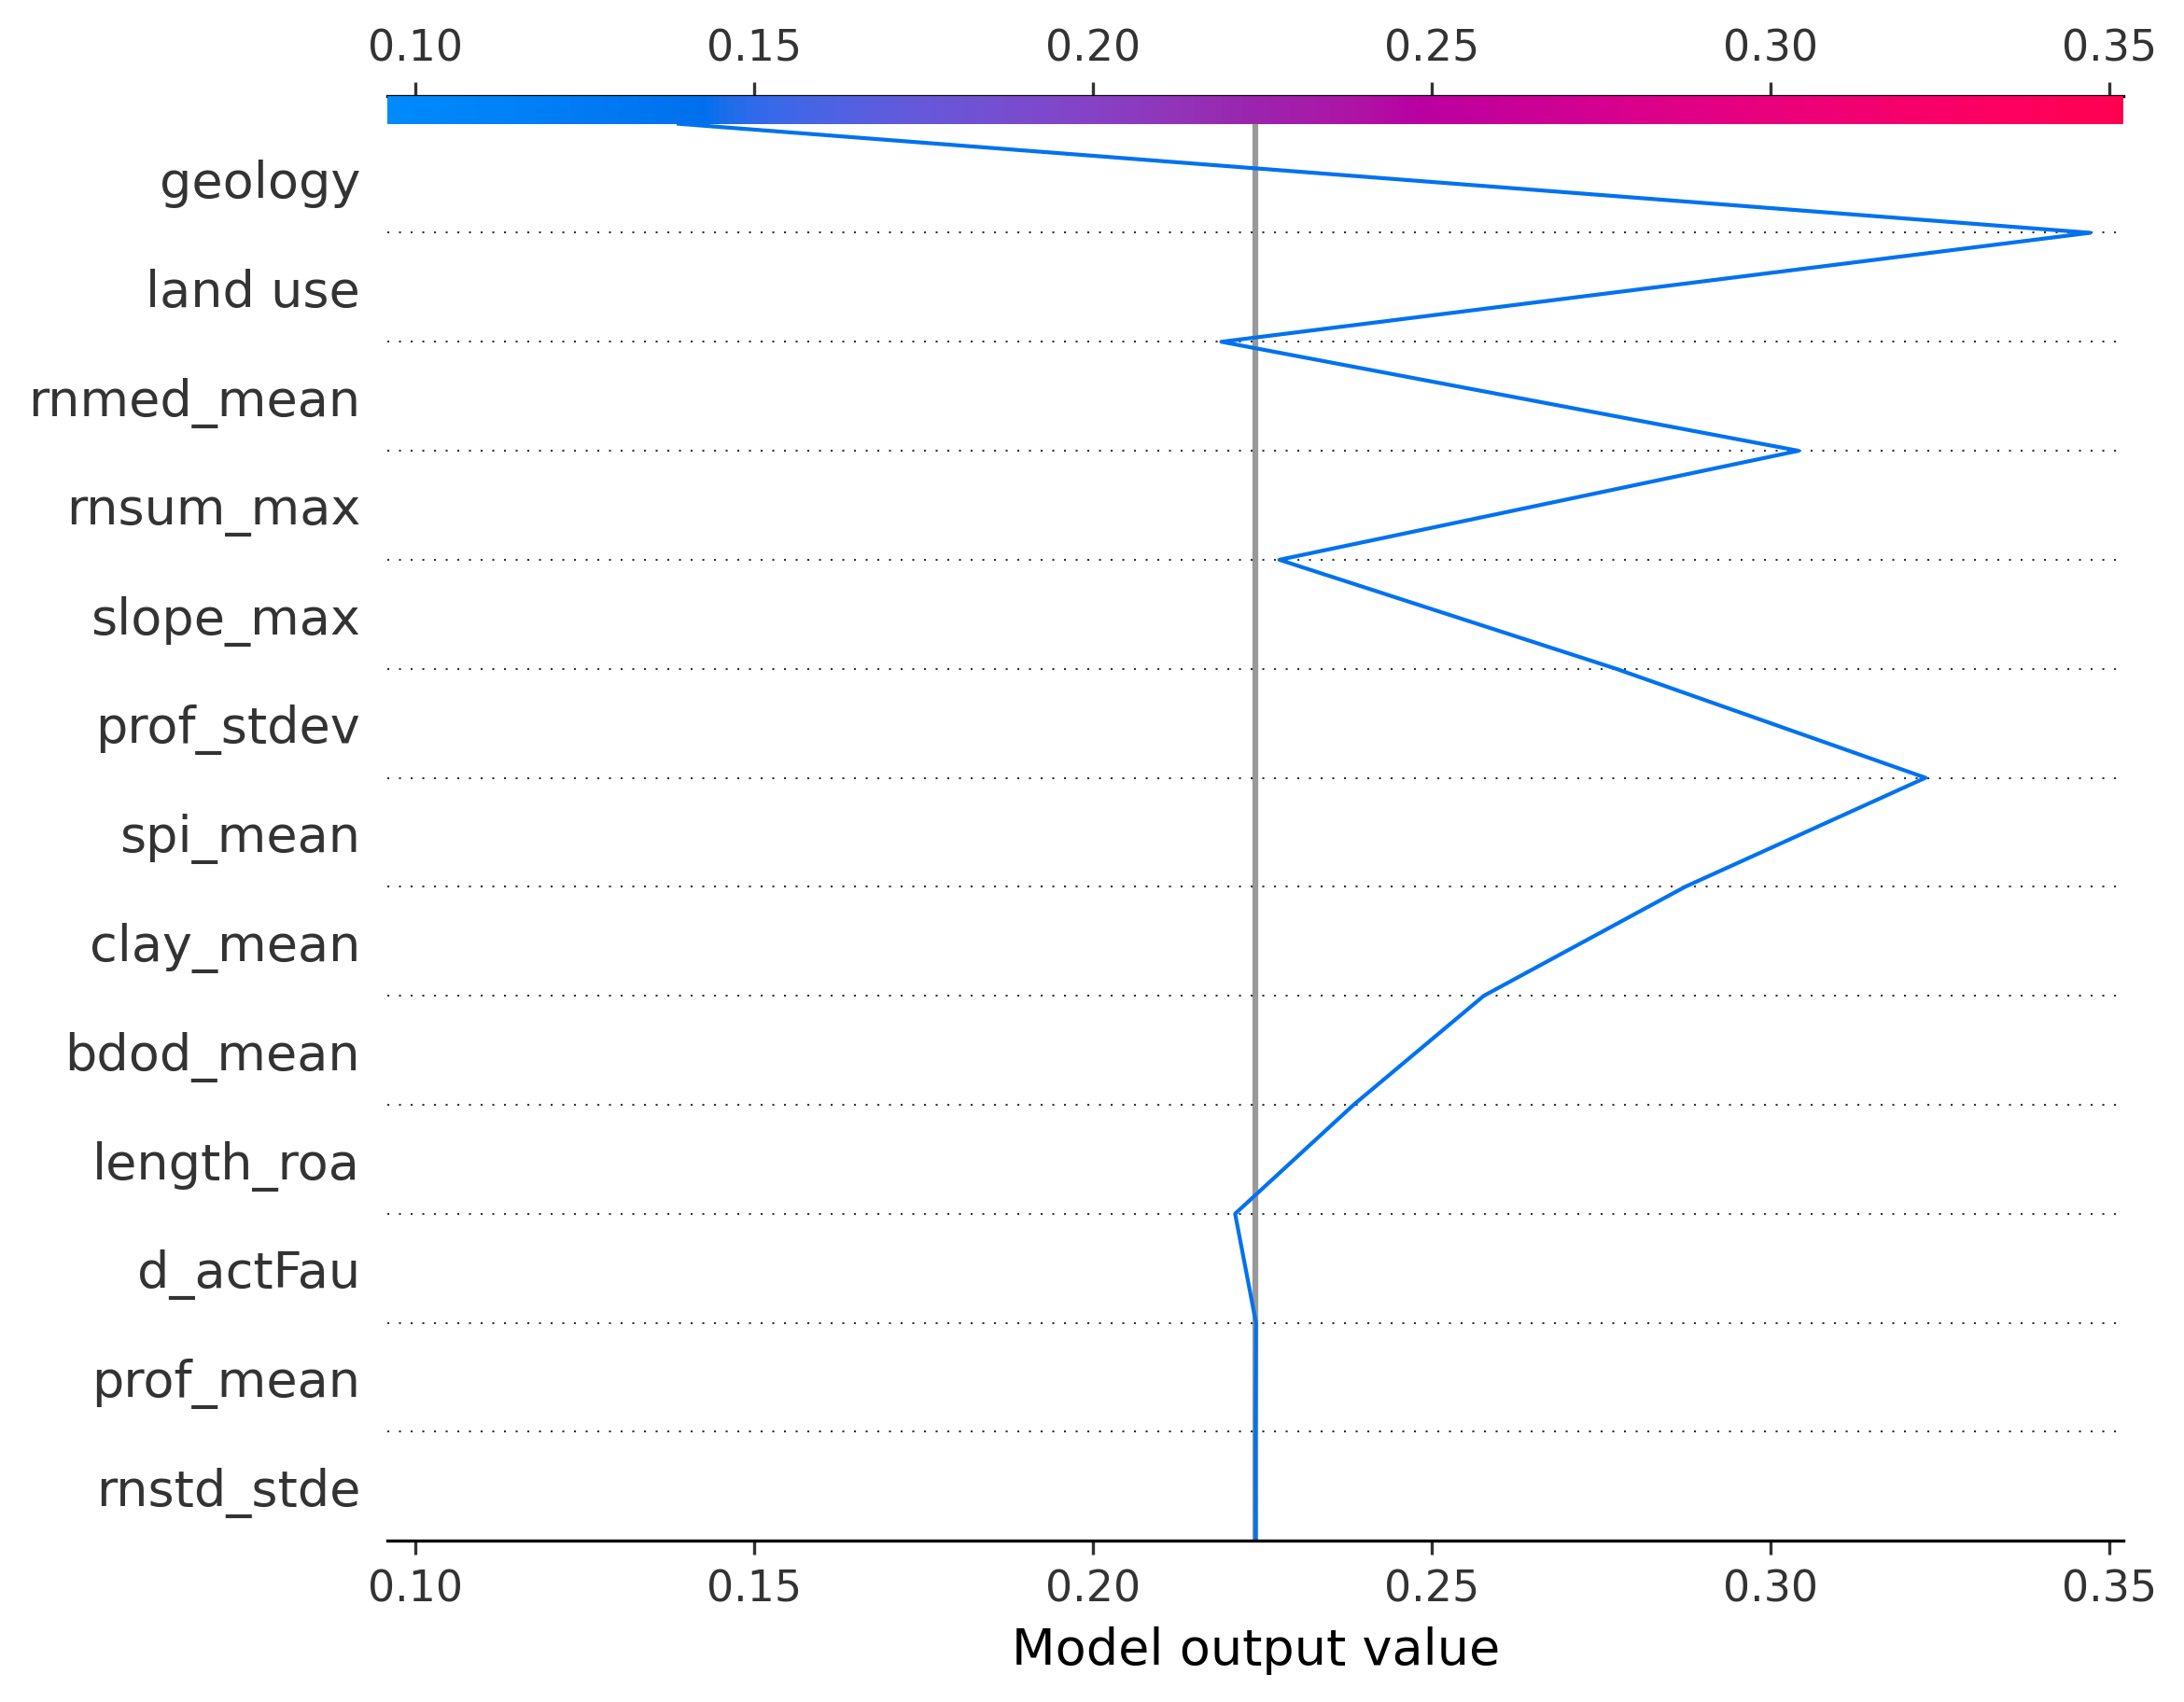 0.10 0.15 0.20 0.25 0.30 0.35
geology
land use
rnmed_mean
rnsum_max
slope_max
prof_stdev
spi_mean
clay_mean
bdod_mean
length_roa
d_actFau
prof_mean
rnstd_stde
0.10 0.15 0.20 0.25 0.30 0.35
Model output value